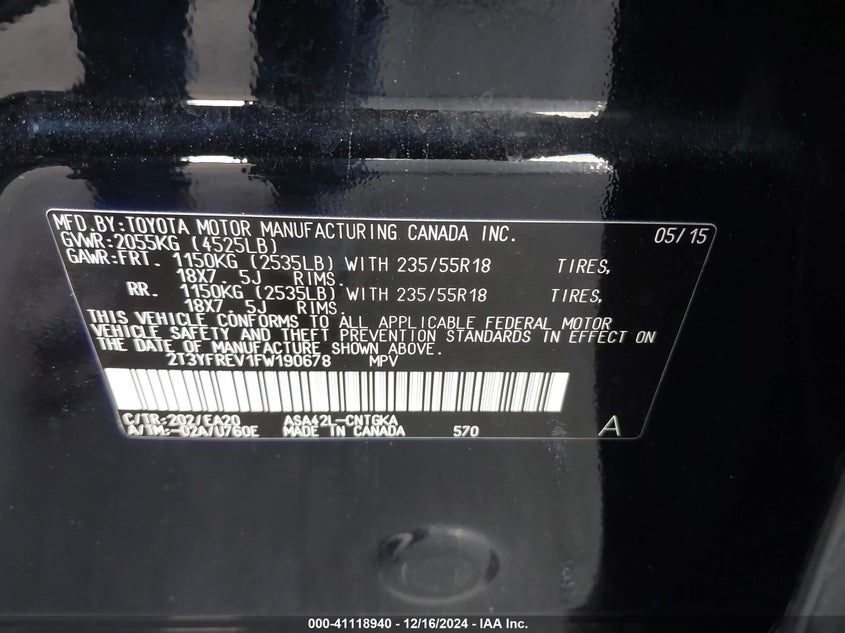 MFD.BY:TOYOTA MOTOR MANUFACTURING CANADA INC. 05/15
GVWR:2055KG (4525LB)
GAWR:FRT. 1150KG (2535LB) WITH 235/55R18 TIRES,
18X7 5J RIMS.
RR. 1150KG (2535LB) WITH 235/55R18 TIRES,
18X7 5J RIMS.
THIS VEHICLE CONFORMS TO ALL APPLICABLE FEDERAL MOTOR
VEHICLE SAFETY AND THEFT PREVENTION STANDARDS IN EFFECT ON
THE DATE OF MANUFACTURE SHOWN ABOVE.
2T3YFREV1FW190678 MPV
C/TR:202/EA20 ASA42L-CNTGKA
A/TM:-02A/U760E MADE IN CANADA 570 A
000-41118940 - 12/16/2024 - IAA Inc.